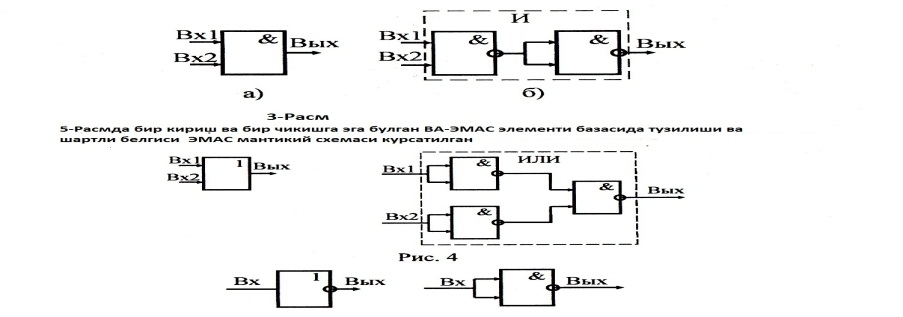 И
Вх1 & Вых Вх1 & & Вых
Вх2 Вх2
а) б)
3-Расм
5-Расмда бир кириш ва бир чикишга эга булган ВА-ЭМАС элементи базасида тузилиши ва
шартли белгиси ЭМАС мантикий схемаси курсатилган
Вх1 1 Вых Вх1 & ИЛИ
Вх2 & Вых
Вх2 &
Рис. 4
Вх 1 Вых Вх & Вых